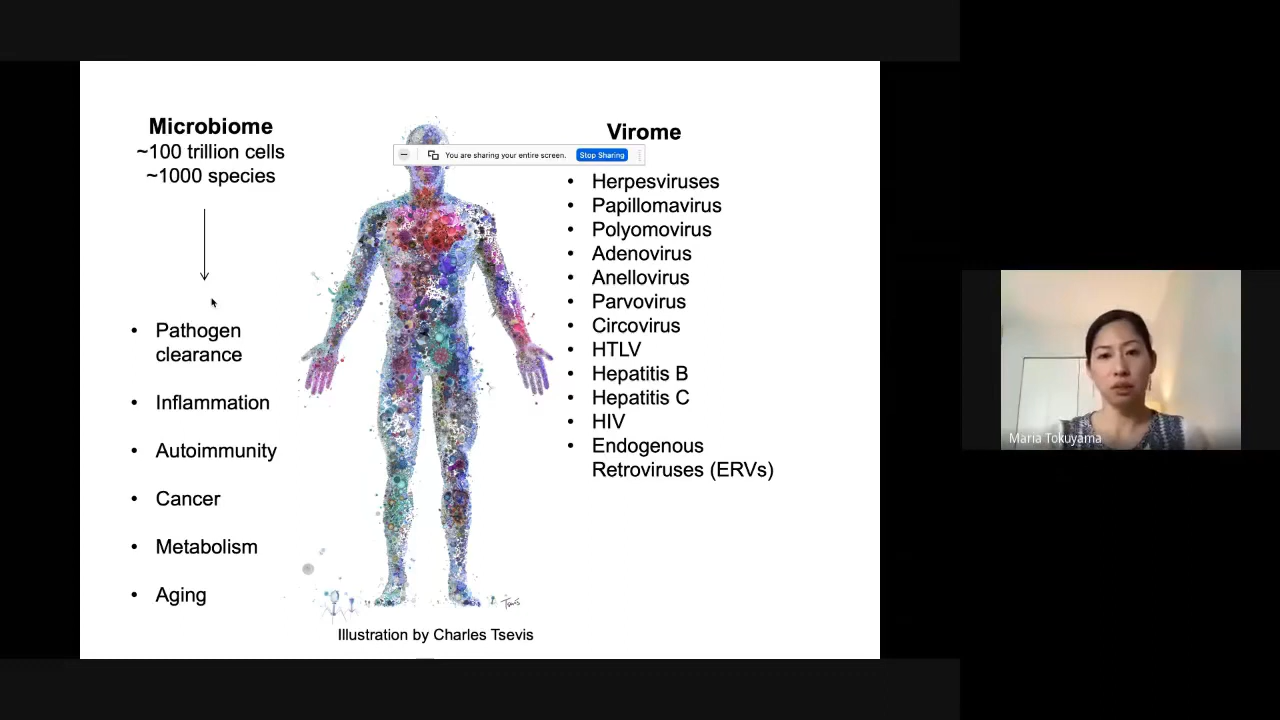 Microbiome
~100 trillion cells
~1000 species
• Pathogen
clearance
• Inflammation
• Autoimmunity
• Cancer
• Metabolism
• Aging
You are sharing your entire screen. Stop Sharing
Virome
• Herpesviruses
• Papillomavirus
• Polyomovirus
• Adenovirus
• Anellovirus
• Parvovirus
• Circovirus
• HTLV
• Hepatitis B
• Hepatitis C
• HIV
• Endogenous
Retroviruses (ERVs)
Illustration by Charles Tsevis
Maria Tokuyama